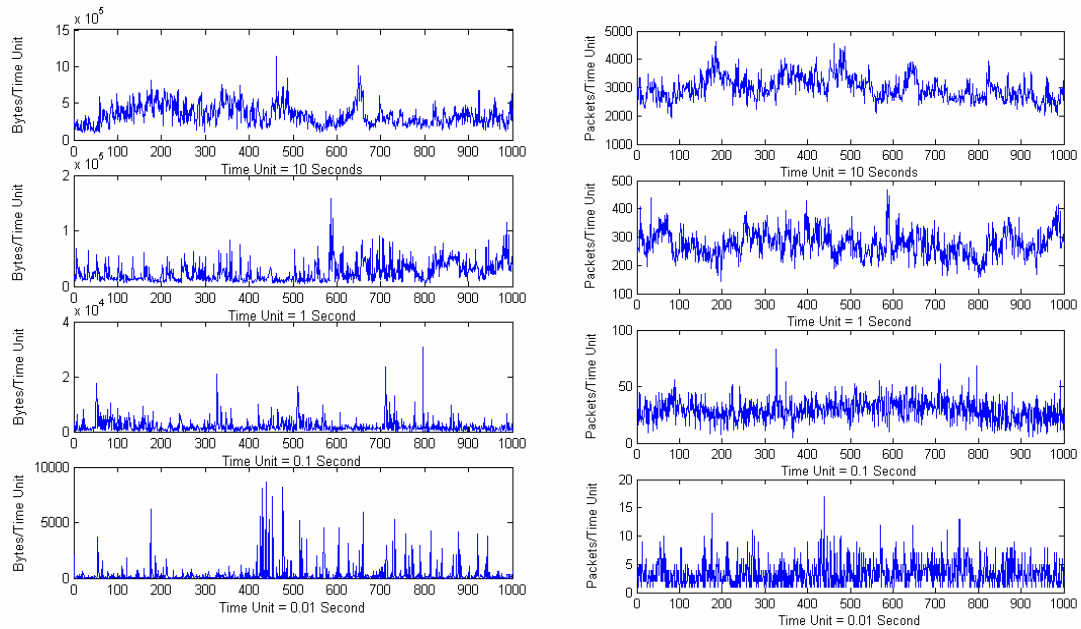 x 10⁵
15
10
5
0
Bytes/Time Unit
0 100 200 300 400 500 600 700 800 900 1000
Time Unit = 10 Seconds
x 10⁵
2
1
0
Bytes/Time Unit
0 100 200 300 400 500 600 700 800 900 1000
Time Unit = 1 Second
x 10⁴
4
2
0
Bytes/Time Unit
0 100 200 300 400 500 600 700 800 900 1000
Time Unit = 0.1 Second
10000
5000
0
Bytes/Time Unit
0 100 200 300 400 500 600 700 800 900 1000
Time Unit = 0.01 Second
5000
4000
3000
2000
1000
Packets/Time Unit
0 100 200 300 400 500 600 700 800 900 1000
Time Unit = 10 Seconds
500
400
300
200
100
Packets/Time Unit
0 100 200 300 400 500 600 700 800 900 1000
Time Unit = 1 Second
100
50
0
Packets/Time Unit
0 100 200 300 400 500 600 700 800 900 1000
Time Unit = 0.1 Second
20
15
10
5
0
Packets/Time Unit
0 100 200 300 400 500 600 700 800 900 1000
Time Unit = 0.01 Second